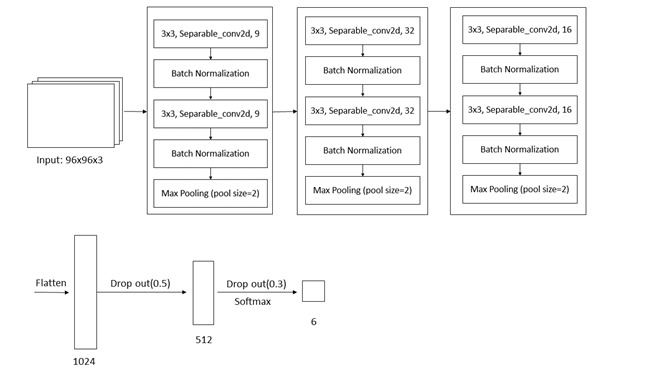 3x3, Separable_conv2d, 9
Batch Normalization
3x3, Separable_conv2d, 9
Batch Normalization
Max Pooling (pool size=2)
3x3, Separable_conv2d, 32
Batch Normalization
3x3, Separable_conv2d, 32
Batch Normalization
Max Pooling (pool size=2)
3x3, Separable_conv2d, 16
Batch Normalization
3x3, Separable_conv2d, 16
Batch Normalization
Max Pooling (pool size=2)
Input: 96x96x3
Flatten
Drop out(0.5)
Drop out(0.3)
Softmax
1024
512
6